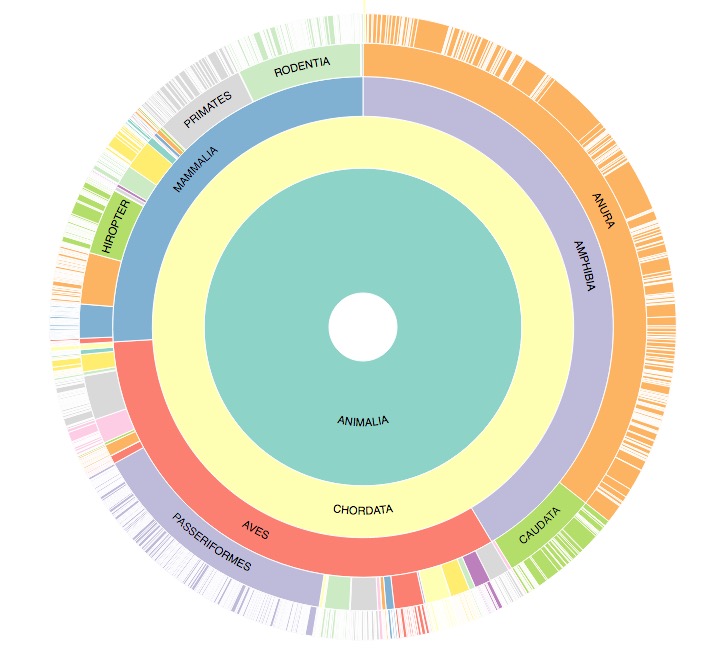 RODENTIA
PRIMATES
MAMMALIA
HIROPTER
ANURA
AMPHIBIA
ANIMALIA
CHORDATA
CAUDATA
AVES
PASSERIFORMES